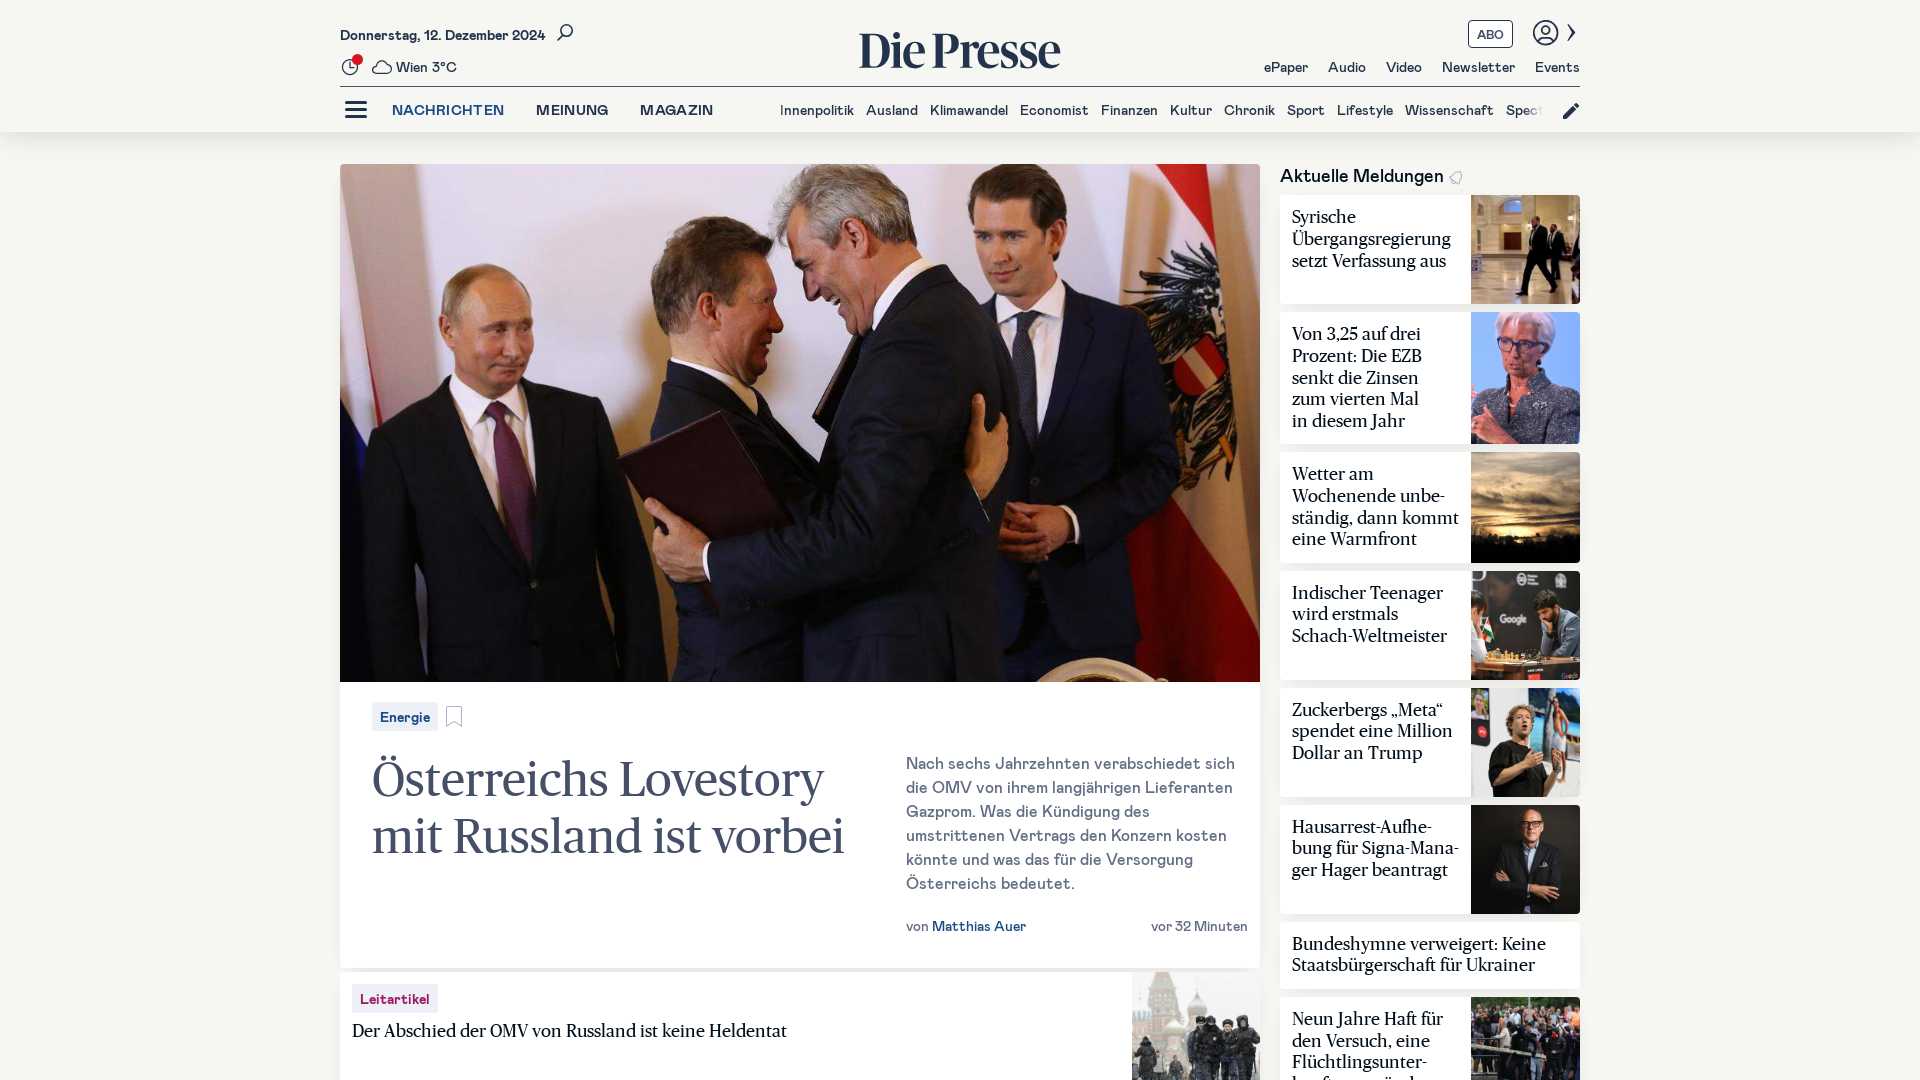 Donnerstag, 12. Dezember 2024
Wien 3°C
Die Presse
ABO
ePaper Audio Video Newsletter Events
NACHRICHTEN MEINUNG MAGAZIN
Innenpolitik Ausland Klimawandel Economist Finanzen Kultur Chronik Sport Lifestyle Wissenschaft Spect
Energie
Österreichs Lovestory
mit Russland ist vorbei
Nach sechs Jahrzehnten verabschiedet sich
die OMV von ihrem langjährigen Lieferanten
Gazprom. Was die Kündigung des
umstrittenen Vertrags den Konzern kosten
könnte und was das für die Versorgung
Österreichs bedeutet.
von Matthias Auer
vor 32 Minuten
Leitartikel
Der Abschied der OMV von Russland ist keine Heldentat
Aktuelle Meldungen
Syrische
Übergangsregierung
setzt Verfassung aus
Von 3,25 auf drei
Prozent: Die EZB
senkt die Zinsen
zum vierten Mal
in diesem Jahr
Wetter am
Wochenende unbe-
ständig, dann kommt
eine Warmfront
Indischer Teenager
wird erstmals
Schach-Weltmeister
Google
Zuckerbergs „Meta“
spendet eine Million
Dollar an Trump
Hausarrest-Aufhe-
bung für Signa-Mana-
ger Hager beantragt
Bundeshymne verweigert: Keine
Staatsbürgerschaft für Ukrainer
Neun Jahre Haft für
den Versuch, eine
Flüchtlingsunter-